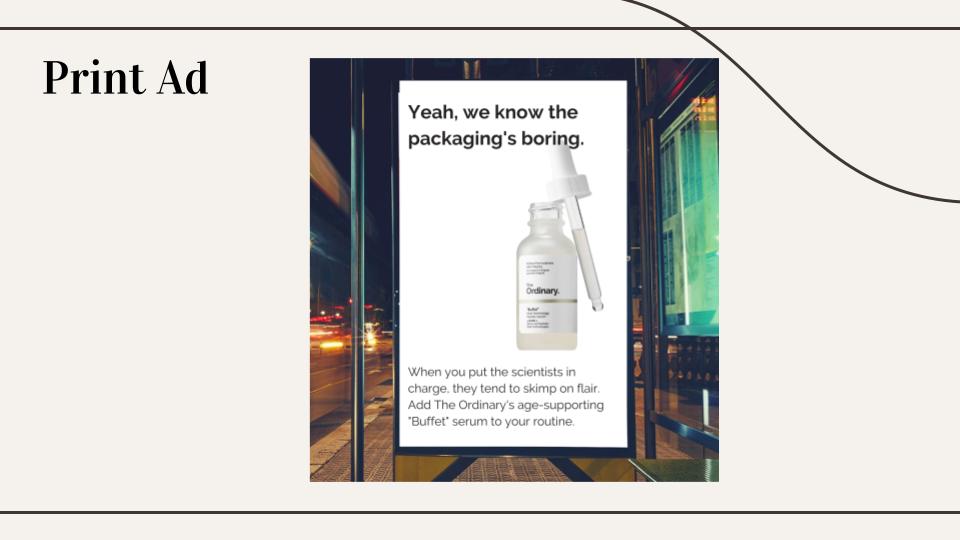 Print Ad
Yeah, we know the
packaging's boring.
The
Ordinary.
"Buffet"
When you put the scientists in
charge, they tend to skimp on flair.
Add The Ordinary's age-supporting
"Buffet" serum to your routine.